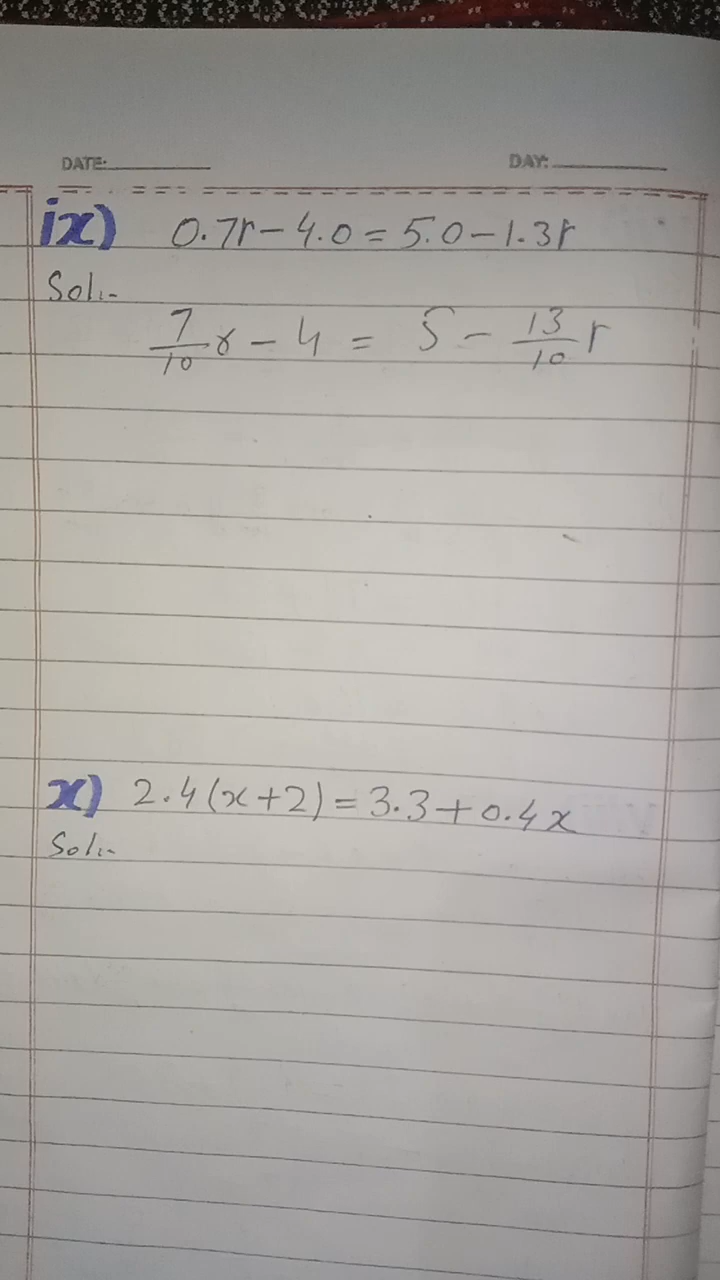 DATE: DAY:
ix) 0.7r-4.0=5.0-1.3r
Sol:-
7/10 r - 4 = 5 - 13/10 r
x) 2.4(x+2)=3.3+0.4x
Sol:-